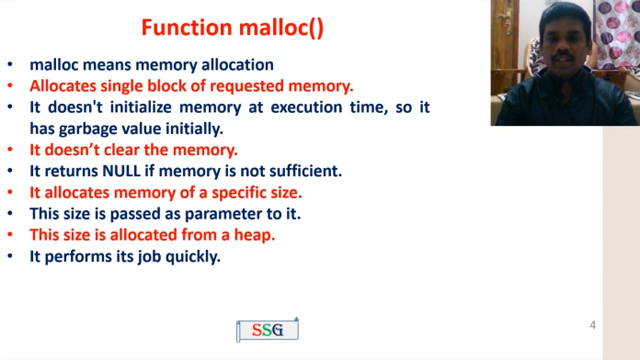 Function malloc()
• malloc means memory allocation
• Allocates single block of requested memory.
• It doesn't initialize memory at execution time, so it
has garbage value initially.
• It doesn’t clear the memory.
• It returns NULL if memory is not sufficient.
• It allocates memory of a specific size.
• This size is passed as parameter to it.
• This size is allocated from a heap.
• It performs its job quickly.
SSG
4